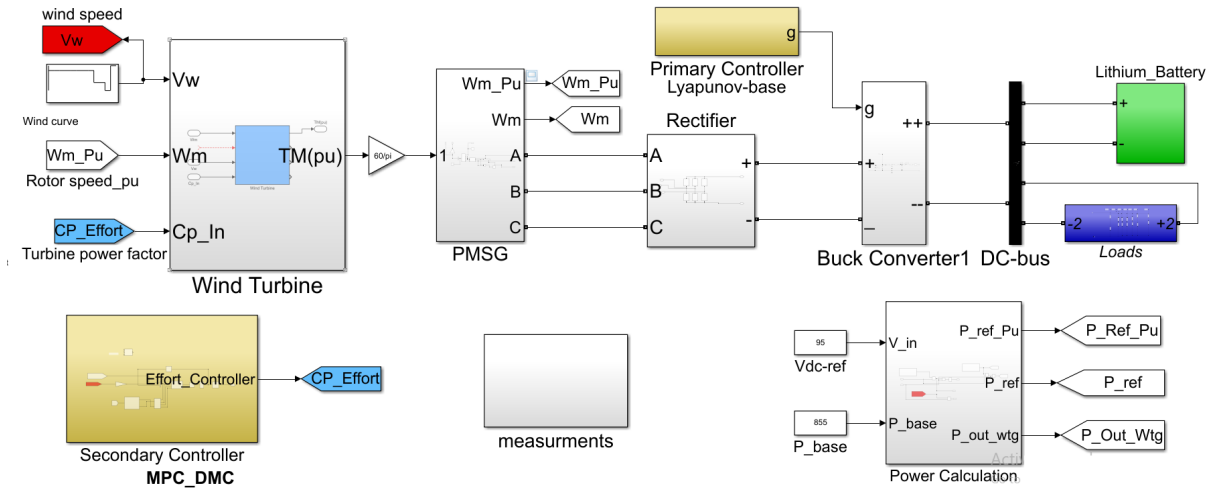 wind speed
Vw
Wind curve
Wm_Pu
Rotor speed_pu
CP_Effort
Turbine power factor
Vw
Wm
Cp_In
TM(pu)
Wind Turbine
Wind Turbine
60/pi
1
Wm_Pu
Wm
A
B
C
PMSG
Wm_Pu
Wm
Rectifier
A
B
C
+
-
g
Primary Controller
Lyapunov-base
g
+
–
++
--
Buck Converter1
DC-bus
Lithium_Battery
+
-
-2
+2
Loads
Effort_Controller
Secondary Controller
MPC_DMC
CP_Effort
measurments
95
Vdc-ref
855
P_base
V_in
P_base
P_ref_Pu
P_ref
P_out_wtg
Power Calculation
P_Ref_Pu
P_ref
P_Out_Wtg